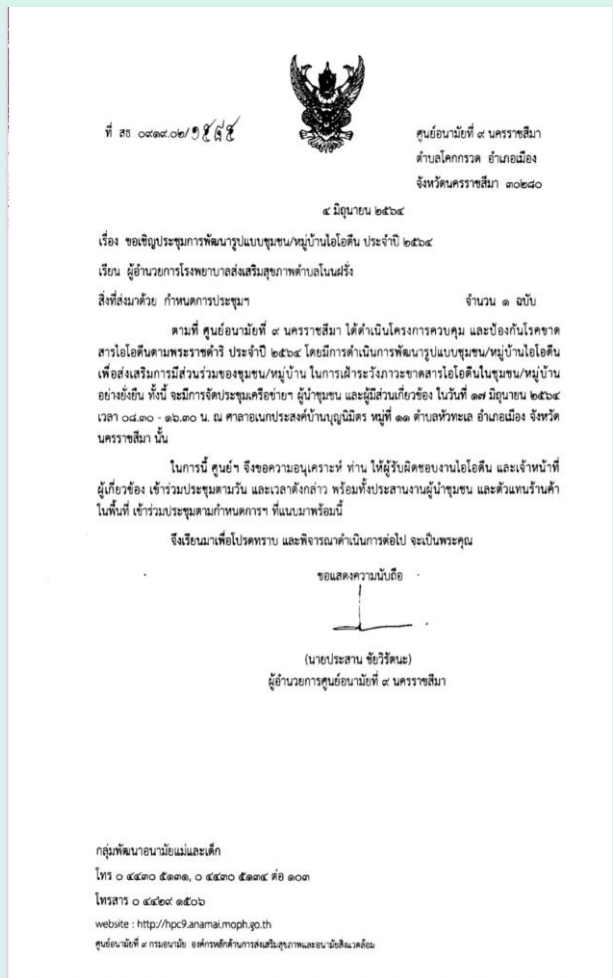 ที่ สธ ๐๙๑๙.๐๒/
ศูนย์อนามัยที่ ๙ นครราชสีมา
ตำบลโคกกรวด อำเภอเมือง
จังหวัดนครราชสีมา ๓๐๒๘๐
๔ มิถุนายน ๒๕๖๔
เรื่อง ขอเชิญประชุมการพัฒนารูปแบบชุมชน/หมู่บ้านไอโอดีน ประจำปี ๒๕๖๔
เรียน ผู้อำนวยการโรงพยาบาลส่งเสริมสุขภาพตำบลโนนฝรั่ง
สิ่งที่ส่งมาด้วย กำหนดการประชุมฯ จำนวน ๑ ฉบับ
ตามที่ ศูนย์อนามัยที่ ๙ นครราชสีมา ได้ดำเนินโครงการควบคุม และป้องกันโรคขาด
สารไอโอดีนตามพระราชดำริ ประจำปี ๒๕๖๔ โดยมีการดำเนินการพัฒนารูปแบบชุมชน/หมู่บ้านไอโอดีน
เพื่อส่งเสริมการมีส่วนร่วมของชุมชน/หมู่บ้าน ในการเฝ้าระวังภาวะขาดสารไอโอดีนในชุมชน/หมู่บ้าน
อย่างยั่งยืน ทั้งนี้ จะมีการจัดประชุมเครือข่ายฯ ผู้นำชุมชน และผู้มีส่วนเกี่ยวข้อง ในวันที่ ๑๗ มิถุนายน ๒๕๖๔
เวลา ๐๘.๓๐ - ๑๖.๓๐ น. ณ ศาลาอเนกประสงค์บ้านบุญนิมิตร หมู่ที่ ๑๑ ตำบลหัวทะเล อำเภอเมือง จังหวัด
นครราชสีมา นั้น
ในการนี้ ศูนย์ฯ จึงขอความอนุเคราะห์ ท่าน ให้ผู้รับผิดชอบงานไอโอดีน และเจ้าหน้าที่
ผู้เกี่ยวข้อง เข้าร่วมประชุมตามวัน และเวลาดังกล่าว พร้อมทั้งประสานงานผู้นำชุมชน และตัวแทนร้านค้า
ในพื้นที่ เข้าร่วมประชุมตามกำหนดการฯ ที่แนบมาพร้อมนี้
จึงเรียนมาเพื่อโปรดทราบ และพิจารณาดำเนินการต่อไป จะเป็นพระคุณ
ขอแสดงความนับถือ
(นายประสาน ชัยวิรัตนะ)
ผู้อำนวยการศูนย์อนามัยที่ ๙ นครราชสีมา
กลุ่มพัฒนาอนามัยแม่และเด็ก
โทร ๐ ๔๔๓๐ ๕๑๓๑, ๐ ๔๔๓๐ ๕๑๓๔ ต่อ ๑๐๓
โทรสาร ๐ ๔๔๒๙ ๑๕๐๖
website : http://hpc9.anamai.moph.go.th
ศูนย์อนามัยที่ ๙ กรมอนามัย องค์กรหลักด้านการส่งเสริมสุขภาพและอนามัยสิ่งแวดล้อม